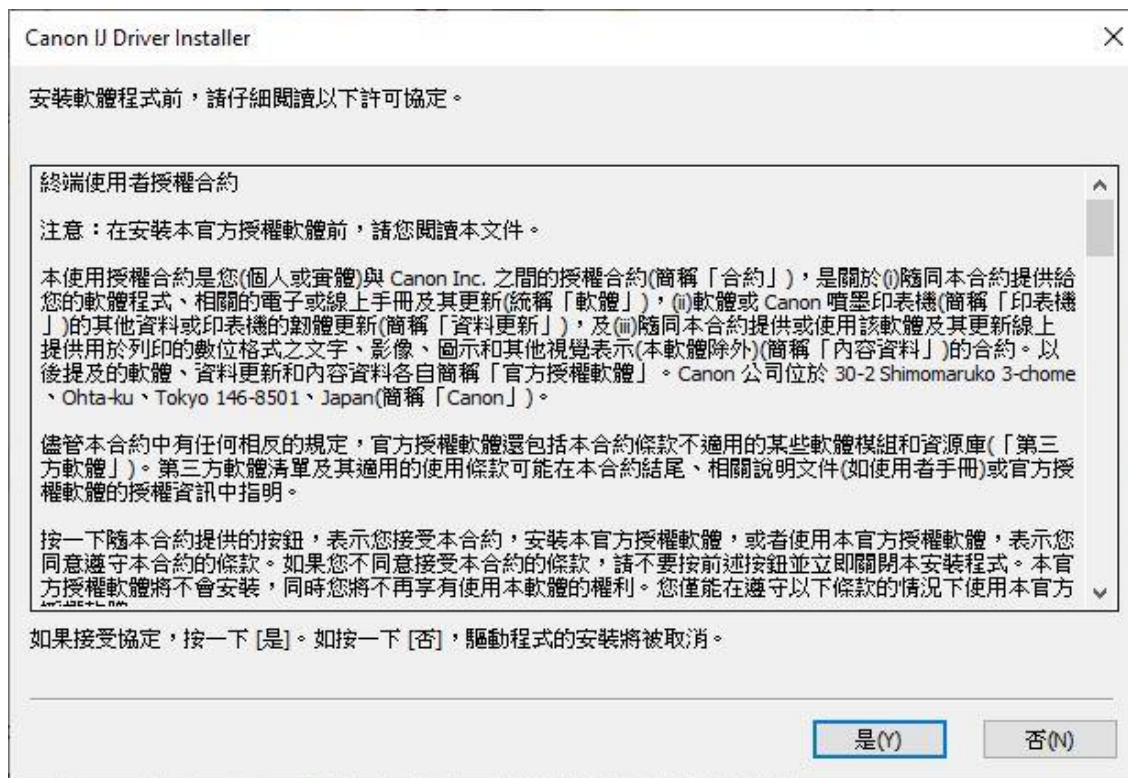 Canon IJ Driver Installer
安裝軟體程式前，請仔細閱讀以下許可協定。
終端使用者授權合約
注意：在安裝本官方授權軟體前，請您閱讀本文件。
本使用授權合約是您(個人或實體)與 Canon Inc. 之間的授權合約(簡稱「合約」)，是關於(i)隨同本合約提供給
您的軟體程式、相關的電子或線上手冊及其更新(統稱「軟體」)，(ii)軟體或 Canon 噴墨印表機(簡稱「印表機
」)的其他資料或印表機的韌體更新(簡稱「資料更新」)，及(iii)隨同本合約提供或使用該軟體及其更新線上
提供用於列印的數位格式之文字、影像、圖示和其他視覺表示(本軟體除外)(簡稱「內容資料」)的合約。以
後提及的軟體、資料更新和內容資料各自簡稱「官方授權軟體」。Canon 公司位於 30-2 Shimomaruko 3-chome
、Ohta-ku、Tokyo 146-8501、Japan(簡稱「Canon」)。
儘管本合約中有任何相反的規定，官方授權軟體還包括本合約條款不適用的某些軟體模組和資源庫(「第三
方軟體」)。第三方軟體清單及其適用的使用條款可能在本合約結尾、相關說明文件(如使用者手冊)或官方授
權軟體的授權資訊中指明。
按一下隨本合約提供的按鈕，表示您接受本合約，安裝本官方授權軟體，或者使用本官方授權軟體，表示您
同意遵守本合約的條款。如果您不同意接受本合約的條款，請不要按前述按鈕並立即關閉本安裝程式。本官
方授權軟體將不會安裝，同時您將不再享有使用本軟體的權利。您僅能在遵守以下條款的情況下使用本官方
如果接受協定，按一下 [是]。如按一下 [否]，驅動程式的安裝將被取消。
是(Y)
否(N)